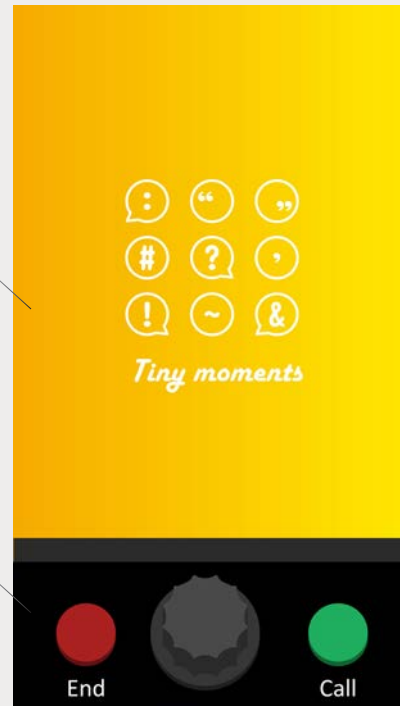 : “ „
# ? ,
! ~ &
Tiny moments
End Call